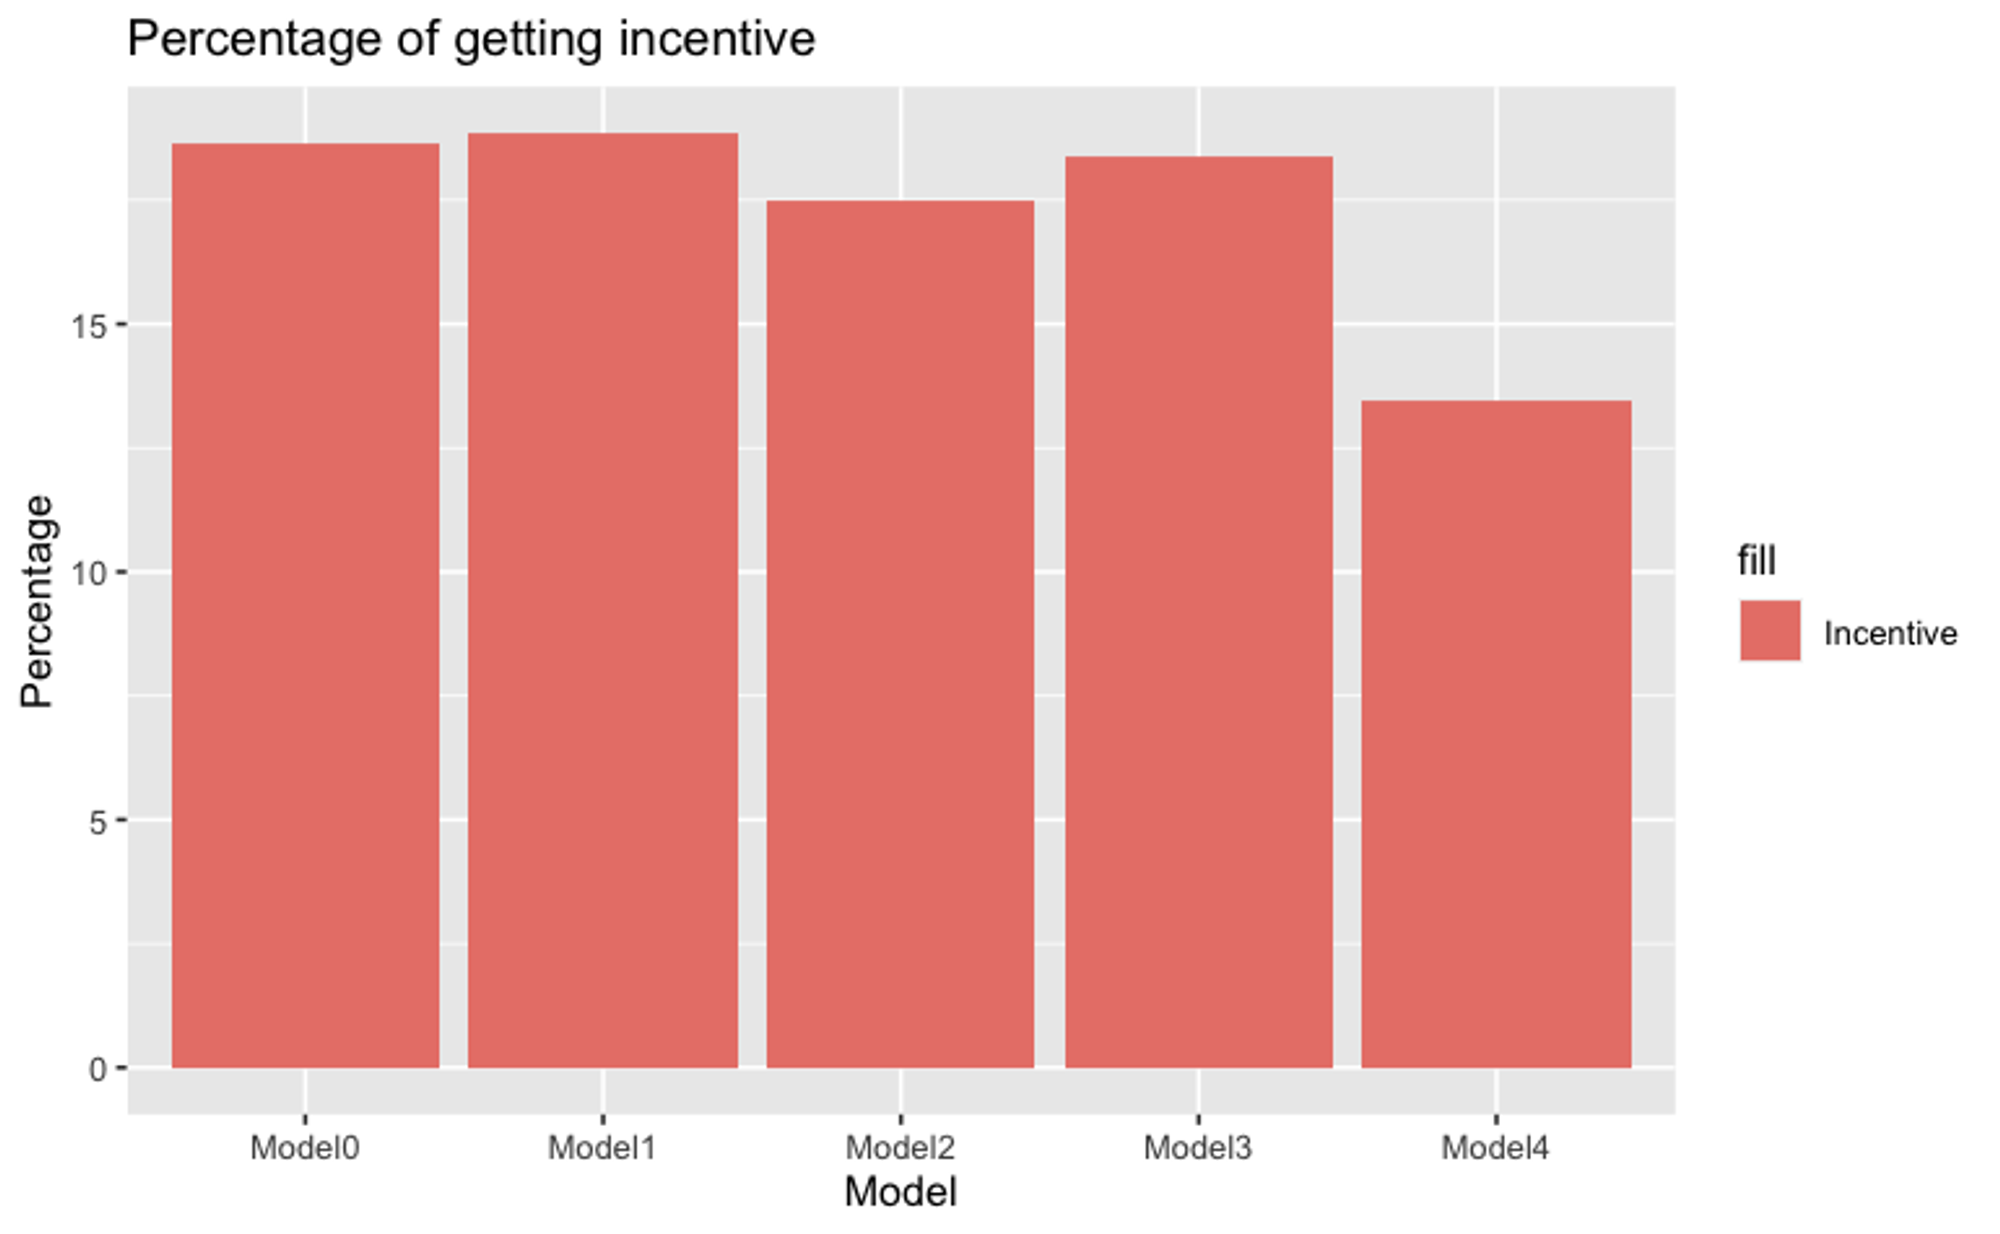 Percentage of getting incentive
Percentage
15
10
5
0
Model0 Model1 Model2 Model3 Model4
Model
fill
Incentive